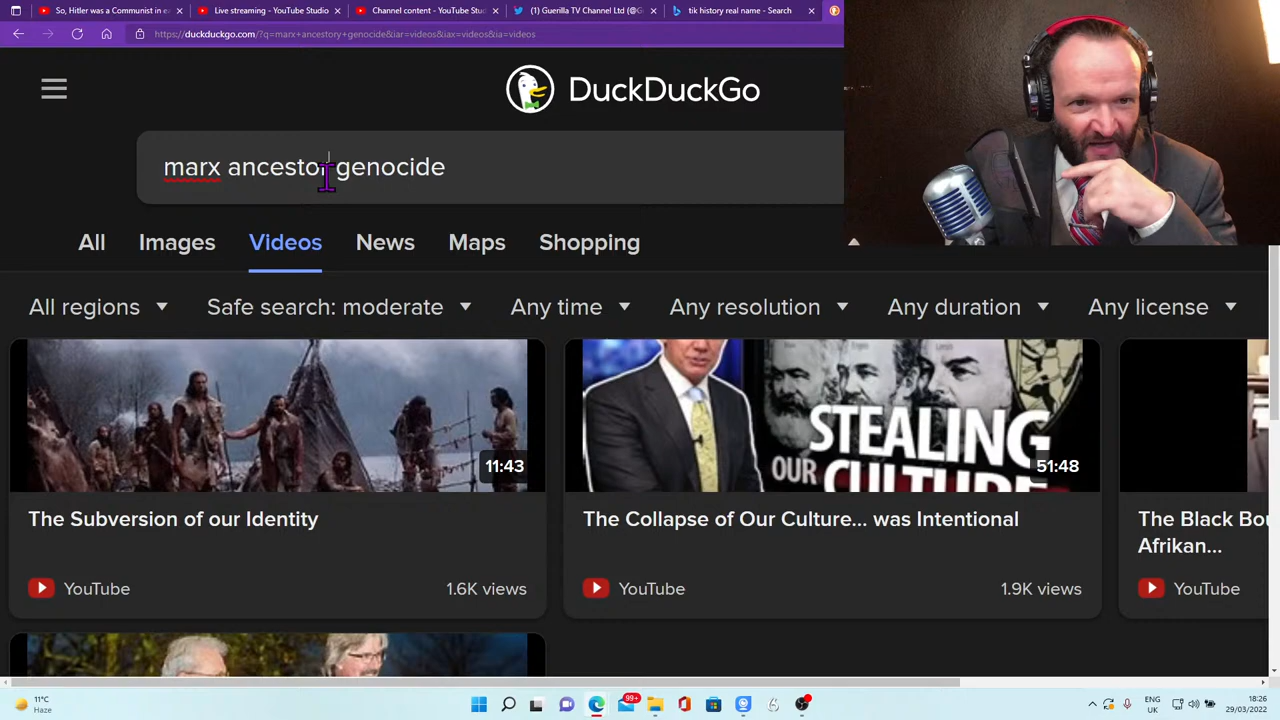 So, Hitler was a Communist in ea
Live streaming - YouTube Studio
Channel content - YouTube Stu
(1) Guerilla TV Channel Ltd (@G
tik history real name - Search
https://duckduckgo.com/?q=marx+ancestory+genocide&iar=videos&iax=videos&ia=videos
DuckDuckGo
marx ancestor genocide
All Images Videos News Maps Shopping
All regions Safe search: moderate Any time Any resolution Any duration Any license
11:43
STEALING
OUR CULTURE
51:48
The Subversion of our Identity
The Collapse of Our Culture... was Intentional
The Black Bou
Afrikan...
YouTube 1.6K views
YouTube 1.9K views
YouTube
11°C
Fog
99+
ENG
UK
18:26
29/03/2022